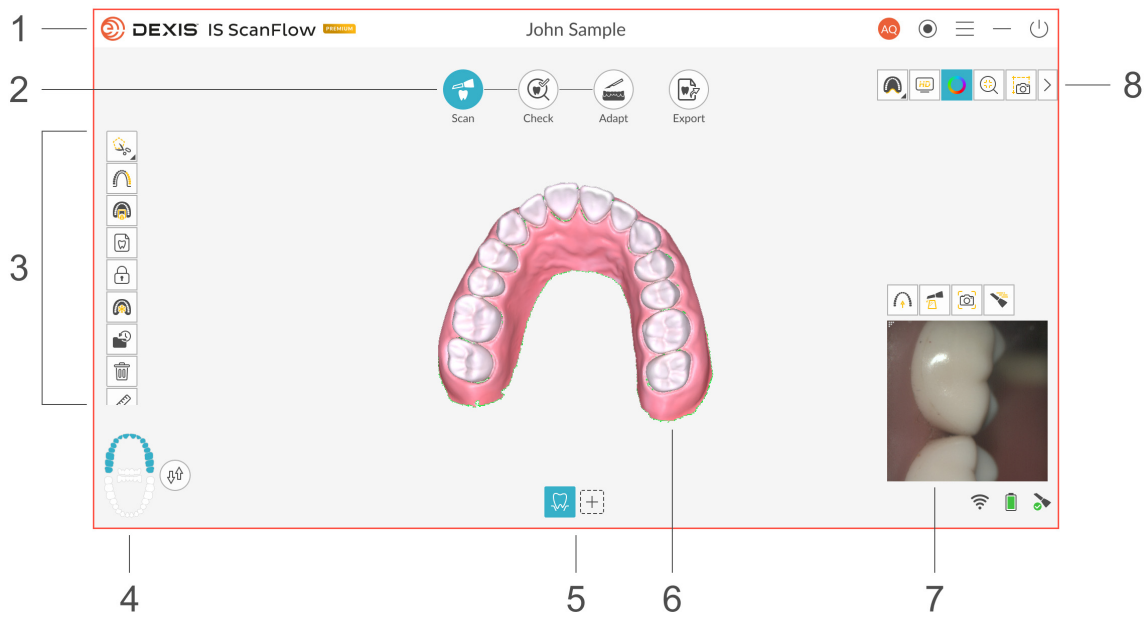 1
DEXIS IS ScanFlow PREMIUM
John Sample
AQ
2
Scan
Check
Adapt
Export
HD
8
3
4
5
6
7